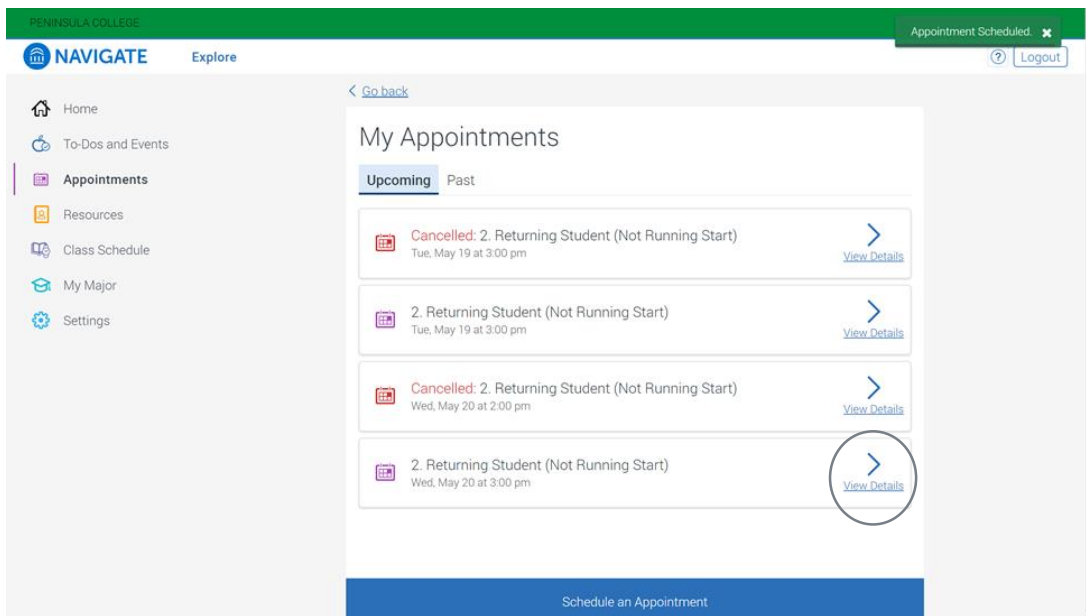 PENINSULA COLLEGE
Appointment Scheduled. ✖
NAVIGATE Explore ? Logout
Go back
Home
To-Dos and Events
Appointments
Resources
Class Schedule
My Major
Settings
My Appointments
Upcoming Past
Cancelled: 2. Returning Student (Not Running Start)
Tue, May 19 at 3:00 pm
View Details
2. Returning Student (Not Running Start)
Tue, May 19 at 3:00 pm
View Details
Cancelled: 2. Returning Student (Not Running Start)
Wed, May 20 at 2:00 pm
View Details
2. Returning Student (Not Running Start)
Wed, May 20 at 3:00 pm
View Details
Schedule an Appointment